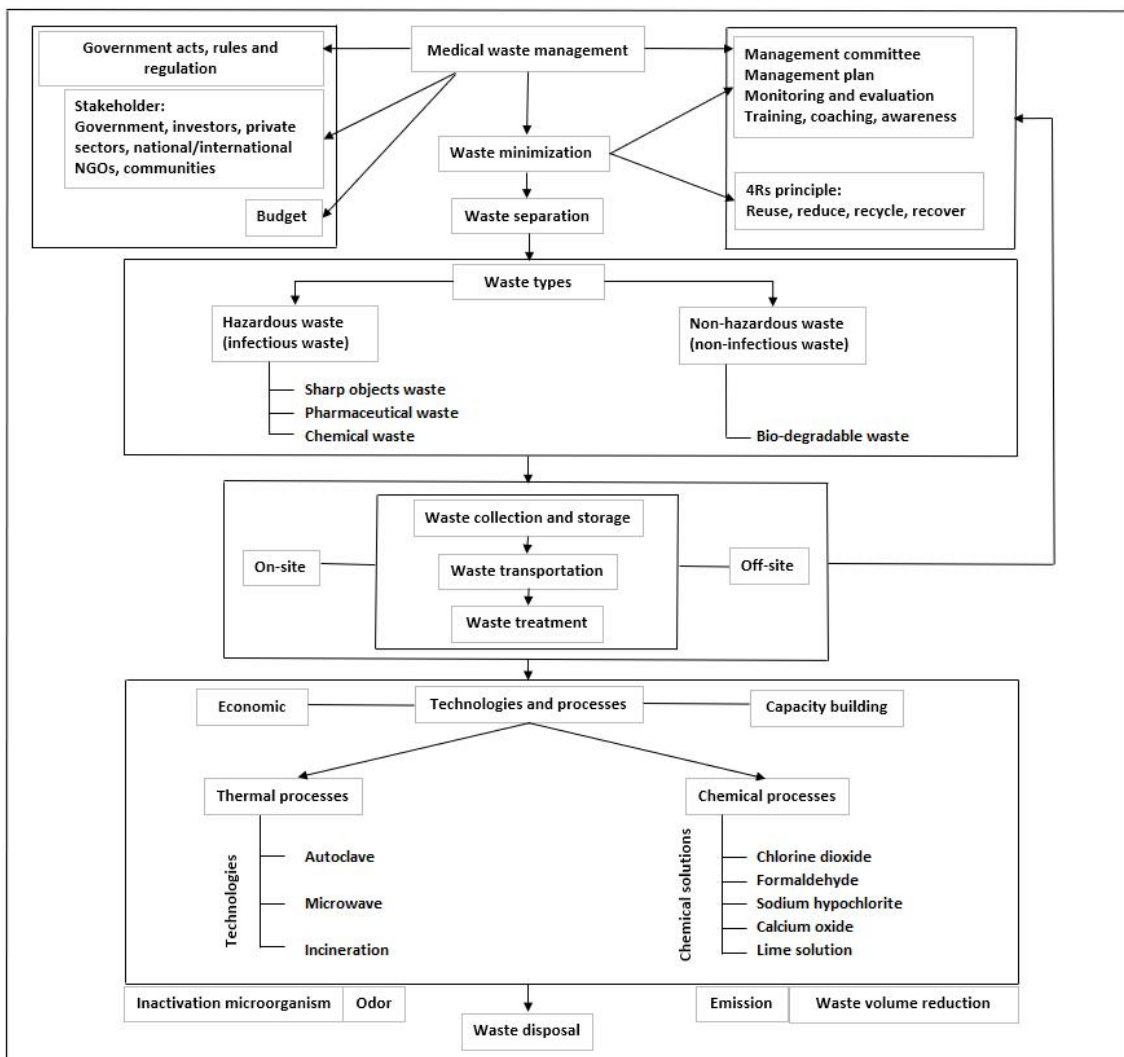 Government acts, rules and
regulation
Medical waste management
Management committee
Management plan
Monitoring and evaluation
Training, coaching, awareness
Stakeholder:
Government, investors, private
sectors, national/international
NGOs, communities
Waste minimization
4Rs principle:
Reuse, reduce, recycle, recover
Budget
Waste separation
Waste types
Hazardous waste
(infectious waste)
Non-hazardous waste
(non-infectious waste)
Sharp objects waste
Pharmaceutical waste
Chemical waste
Bio-degradable waste
Waste collection and storage
On-site
Waste transportation
Off-site
Waste treatment
Economic
Technologies and processes
Capacity building
Thermal processes
Chemical processes
Technologies
Autoclave
Microwave
Incineration
Chemical solutions
Chlorine dioxide
Formaldehyde
Sodium hypochlorite
Calcium oxide
Lime solution
Inactivation microorganism
Odor
Emission
Waste volume reduction
Waste disposal